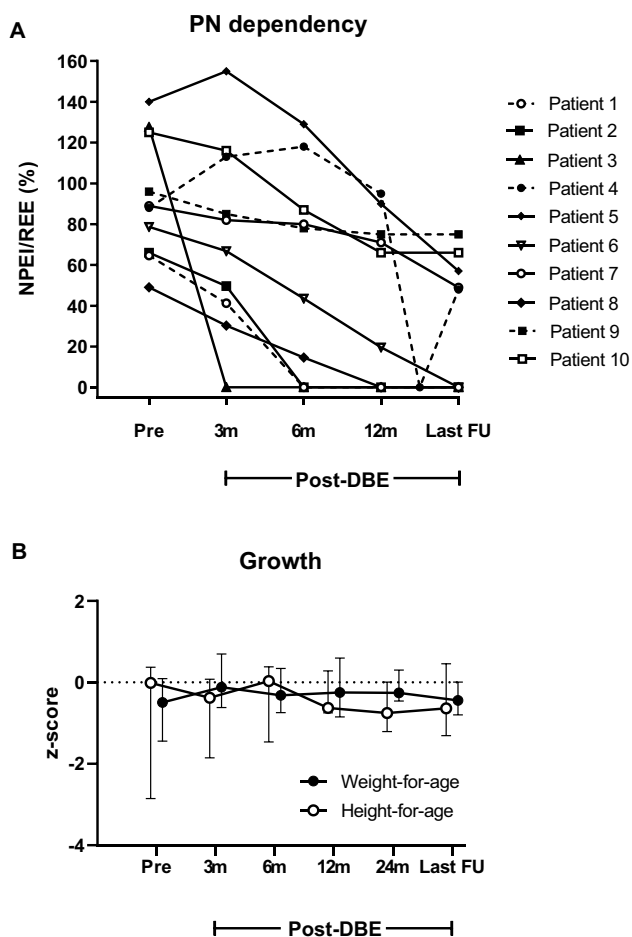 A
PN dependency
NPEI/REE (%)
160
140
120
100
80
60
40
20
0
Pre
3m
6m
12m
Last FU
Post-DBE
Patient 1
Patient 2
Patient 3
Patient 4
Patient 5
Patient 6
Patient 7
Patient 8
Patient 9
Patient 10
B
Growth
z-score
2
0
-2
-4
Weight-for-age
Height-for-age
Pre
3m
6m
12m
24m
Last FU
Post-DBE